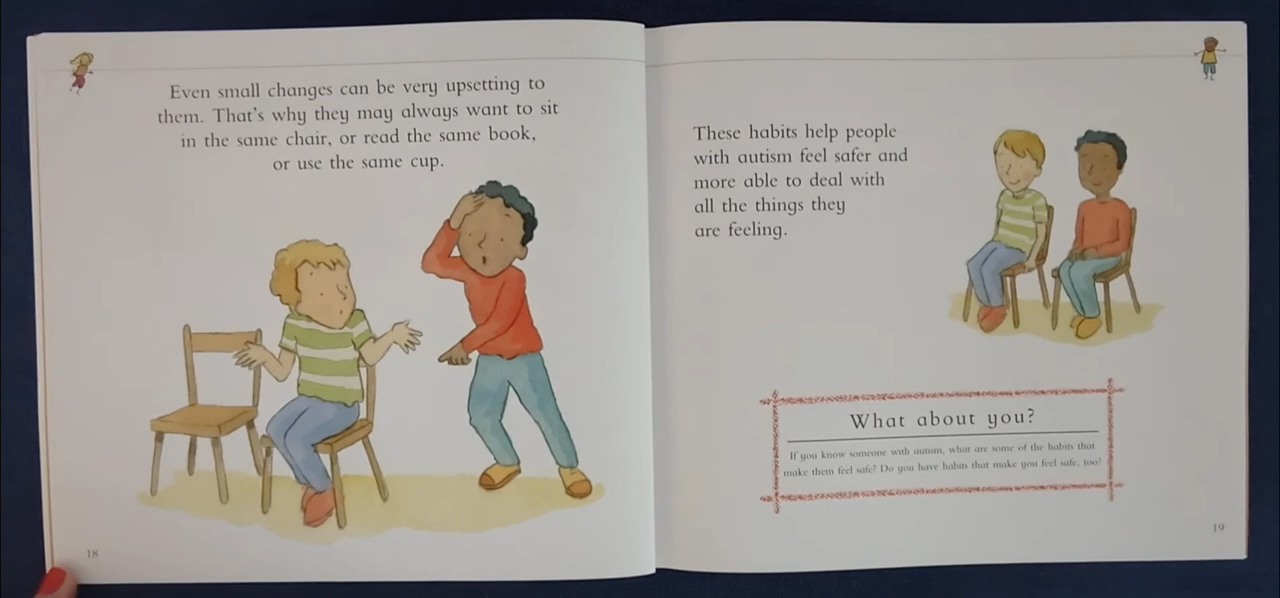 Even small changes can be very upsetting to
them. That's why they may always want to sit
in the same chair, or read the same book,
or use the same cup.
18
These habits help people
with autism feel safer and
more able to deal with
all the things they
are feeling.
What about you?
If you know someone with autism, what are some of the habits that
make them feel safe? Do you have habits that make you feel safe, too?
19